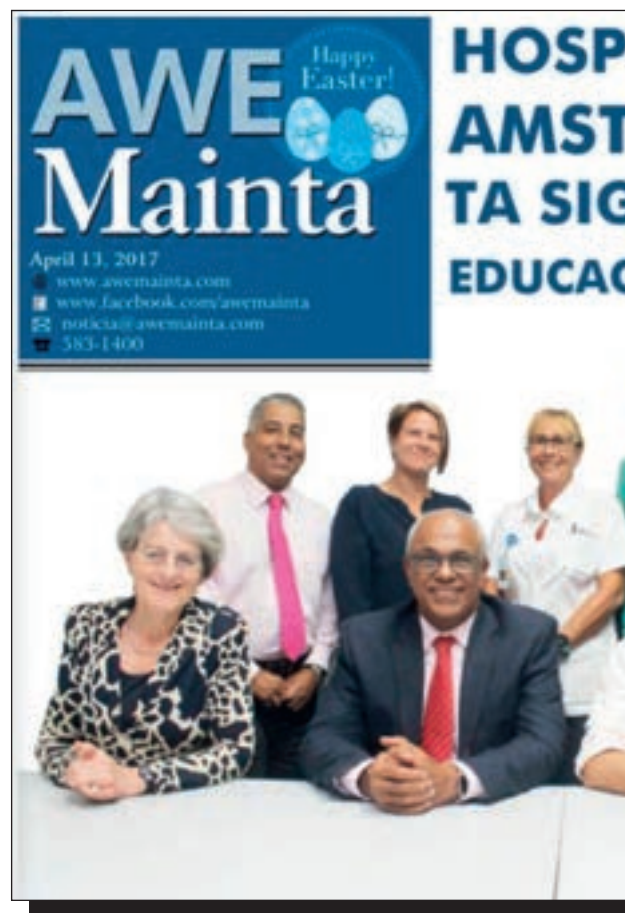 AWE
Happy
Easter!
Mainta
April 13, 2017
www.awemainta.com
www.facebook.com/awemainta
noticia@awemainta.com
583-1400
HOSP
AMST
TA SIG
EDUCAC